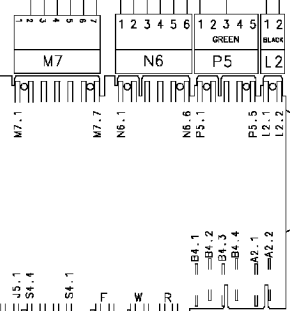 1 2 3 4 5 6 7 1 2 3 4 5 6 1 2 3 4 5 1 2
GREEN BLACK
M7 N6 P5 L2
M7.1 M7.7 N6.1 N6.6 P5.1 P5.5 L2.1 L2.2
B4.1 B4.2 B4.3 B4.4 A2.1 A2.2
J5.1 S4.4 S4.1
F W R